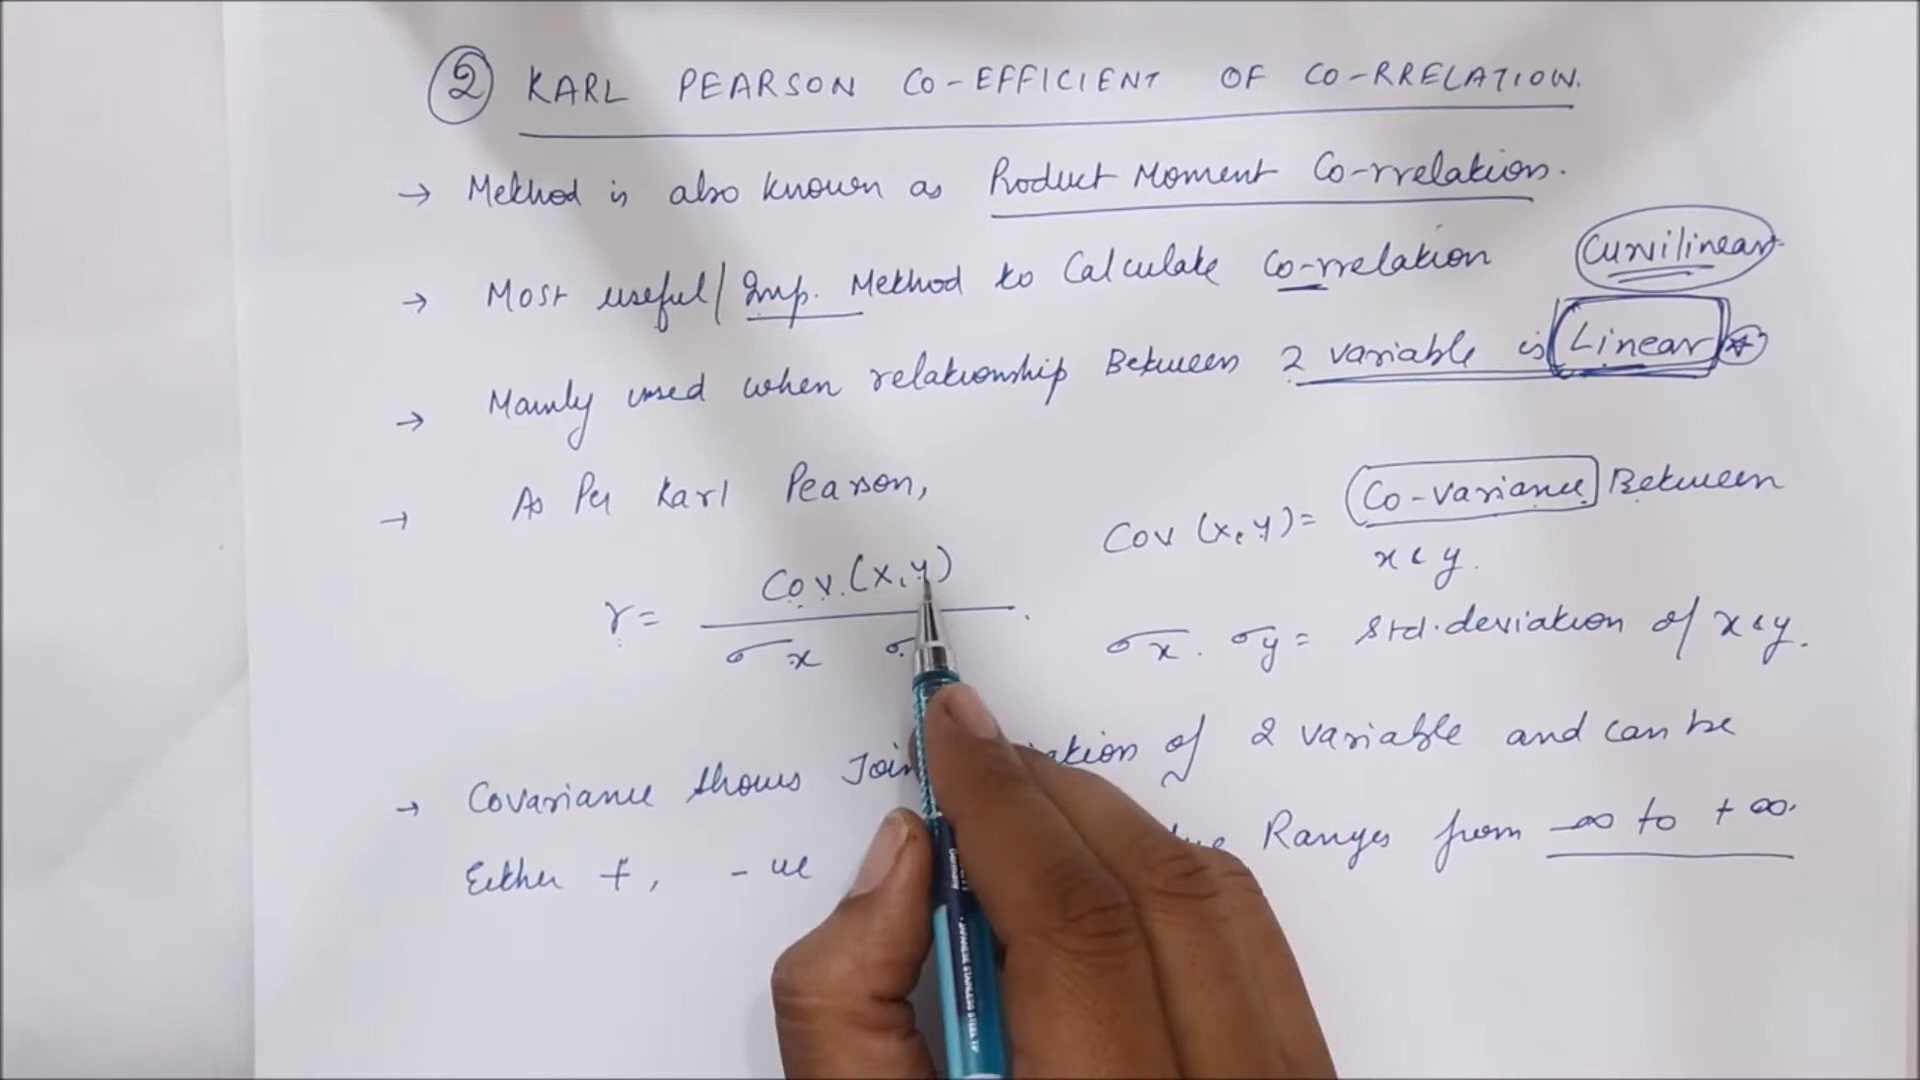 ② KARL PEARSON CO-EFFICIENT OF CO-RRELATION.
→ Method is also known as Product Moment Co-rrelation.
→ Most useful/Imp. Method to Calculate Co-rrelation
Curvilinear
→ Mainly used when relationship Between 2 variable is Linear
→ As Per Karl Pearson,
r = Cov.(x,y)
σx σ
Cov (x,y) = Co-variance Between
x & y.
σx . σy = Std. deviation of x & y.
→ Covariance shows Join of 2 variable and can be
Either +, -ve Ranges from -∞ to +∞.